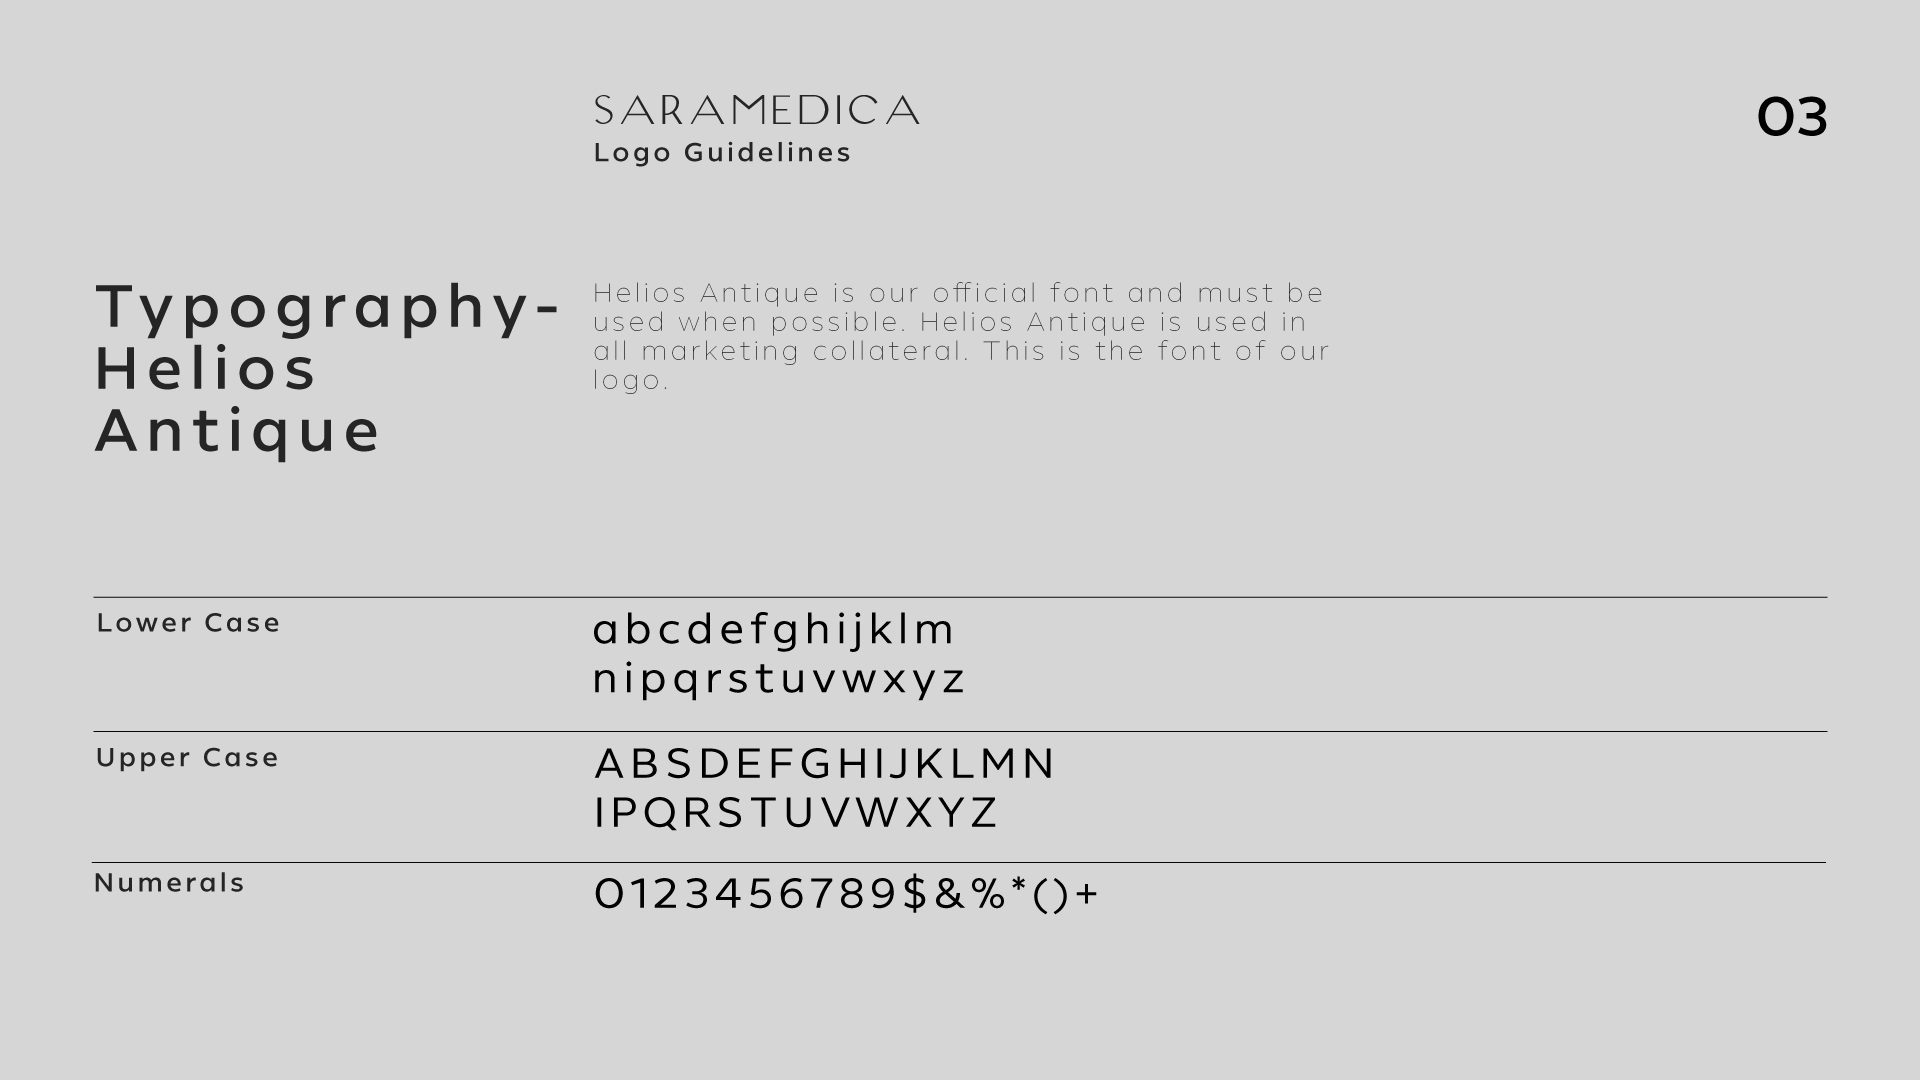 SARAMEDICA
Logo Guidelines
03
Typography-
Helios
Antique
Helios Antique is our official font and must be
used when possible. Helios Antique is used in
all marketing collateral. This is the font of our
logo.
Lower Case
abcdefghijklm
nipqrstuvwxyz
Upper Case
ABSDEFGHIJKLMN
IPQRSTUVWXYZ
Numerals
0123456789$&%*()+